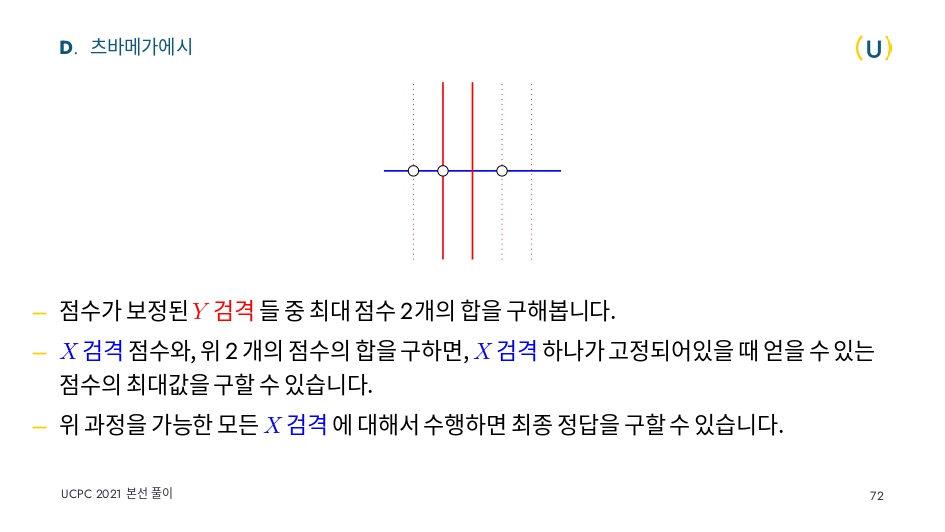 D. 츠바메가에시
(U)
– 점수가 보정된 Y 검격 들 중 최대 점수 2개의 합을 구해봅니다.
– X 검격 점수와, 위 2 개의 점수의 합을 구하면, X 검격 하나가 고정되어있을 때 얻을 수 있는
점수의 최대값을 구할 수 있습니다.
– 위 과정을 가능한 모든 X 검격 에 대해서 수행하면 최종 정답을 구할 수 있습니다.
UCPC 2021 본선 풀이
72